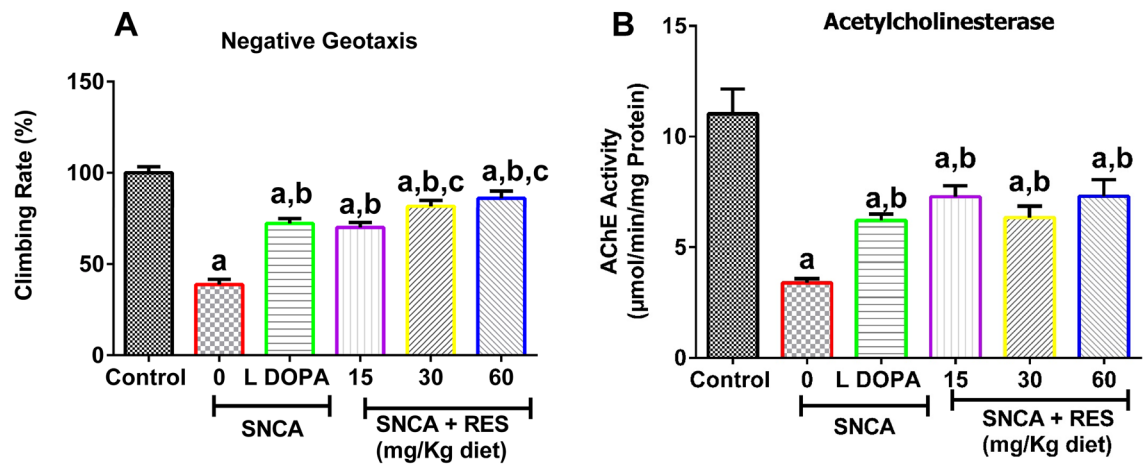 A
Negative Geotaxis
Climbing Rate (%)
150
100
50
0
a
a,b
a,b
a,b,c
a,b,c
Control 0 L DOPA 15 30 60
SNCA
SNCA + RES
(mg/Kg diet)
B
Acetylcholinesterase
AChE Activity
(µmol/min/mg Protein)
15
10
5
0
a
a,b
a,b
a,b
a,b
Control 0 L DOPA 15 30 60
SNCA
SNCA + RES
(mg/Kg diet)